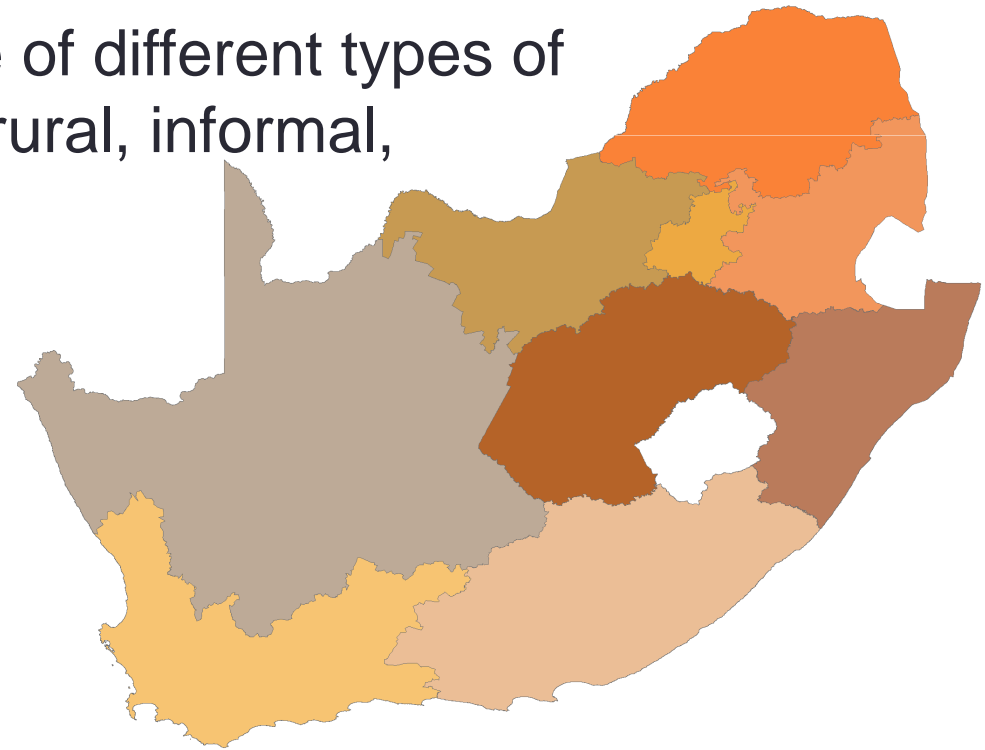 e of different types of
rural, informal,